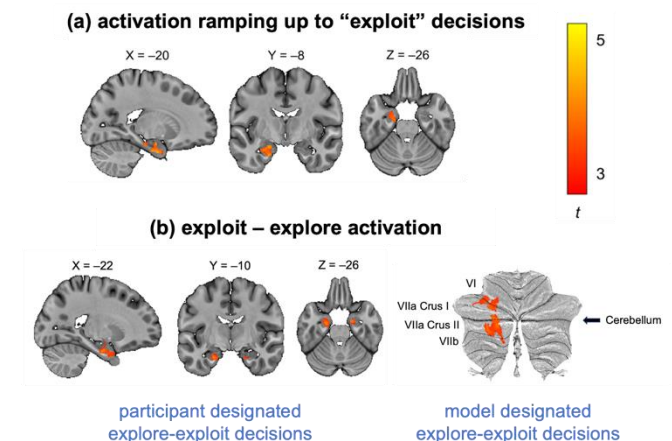 (a) activation ramping up to “exploit” decisions
X = –20
Y = –8
Z = –26
5
3
t
(b) exploit – explore activation
X = –22
Y = –10
Z = –26
VI
VIIa Crus I
VIIa Crus II
VIIb
Cerebellum
participant designated
explore-exploit decisions
model designated
explore-exploit decisions